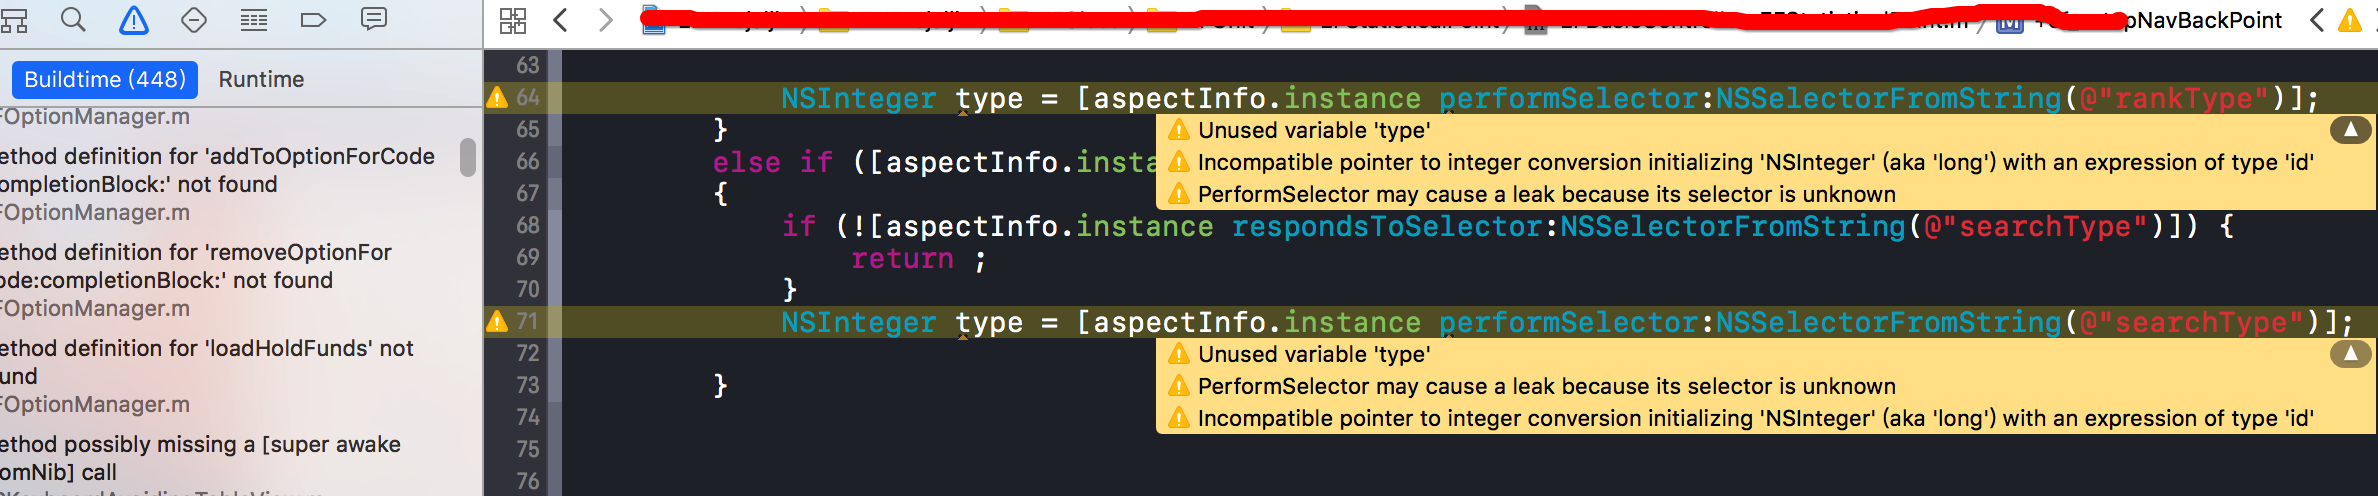 pNavBackPoint
Buildtime (448) Runtime
FOptionManager.m
ethod definition for 'addToOptionForCode
ompletionBlock:' not found
FOptionManager.m
ethod definition for 'removeOptionFor
ode:completionBlock:' not found
FOptionManager.m
ethod definition for 'loadHoldFunds' not
und
FOptionManager.m
ethod possibly missing a [super awake
omNib] call
63
64 NSInteger type = [aspectInfo.instance performSelector:NSSelectorFromString(@"rankType")];
65 }
Unused variable 'type'
66 else if ([aspectInfo.insta
Incompatible pointer to integer conversion initializing 'NSInteger' (aka 'long') with an expression of type 'id'
67 {
PerformSelector may cause a leak because its selector is unknown
68 if (![aspectInfo.instance respondsToSelector:NSSelectorFromString(@"searchType")]) {
69 return ;
70 }
71 NSInteger type = [aspectInfo.instance performSelector:NSSelectorFromString(@"searchType")];
72
Unused variable 'type'
73 }
PerformSelector may cause a leak because its selector is unknown
74
Incompatible pointer to integer conversion initializing 'NSInteger' (aka 'long') with an expression of type 'id'
75
76